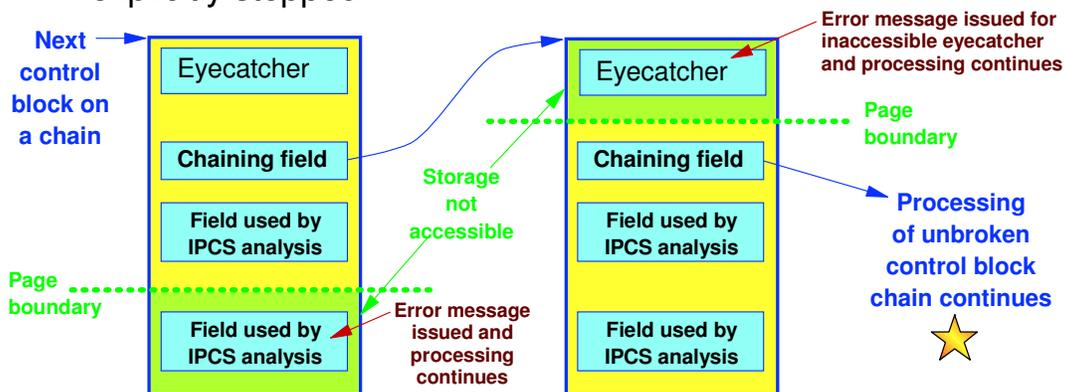 Next
control
block on
a chain
Eyecatcher
Chaining field
Field used by
IPCS analysis
Page
boundary
Field used by
IPCS analysis
Error message
issued and
processing
continues
Storage
not
accessible
Eyecatcher
Error message issued for
inaccessible eyecatcher
and processing continues
Page
boundary
Chaining field
Field used by
IPCS analysis
Field used by
IPCS analysis
Processing
of unbroken
control block
chain continues